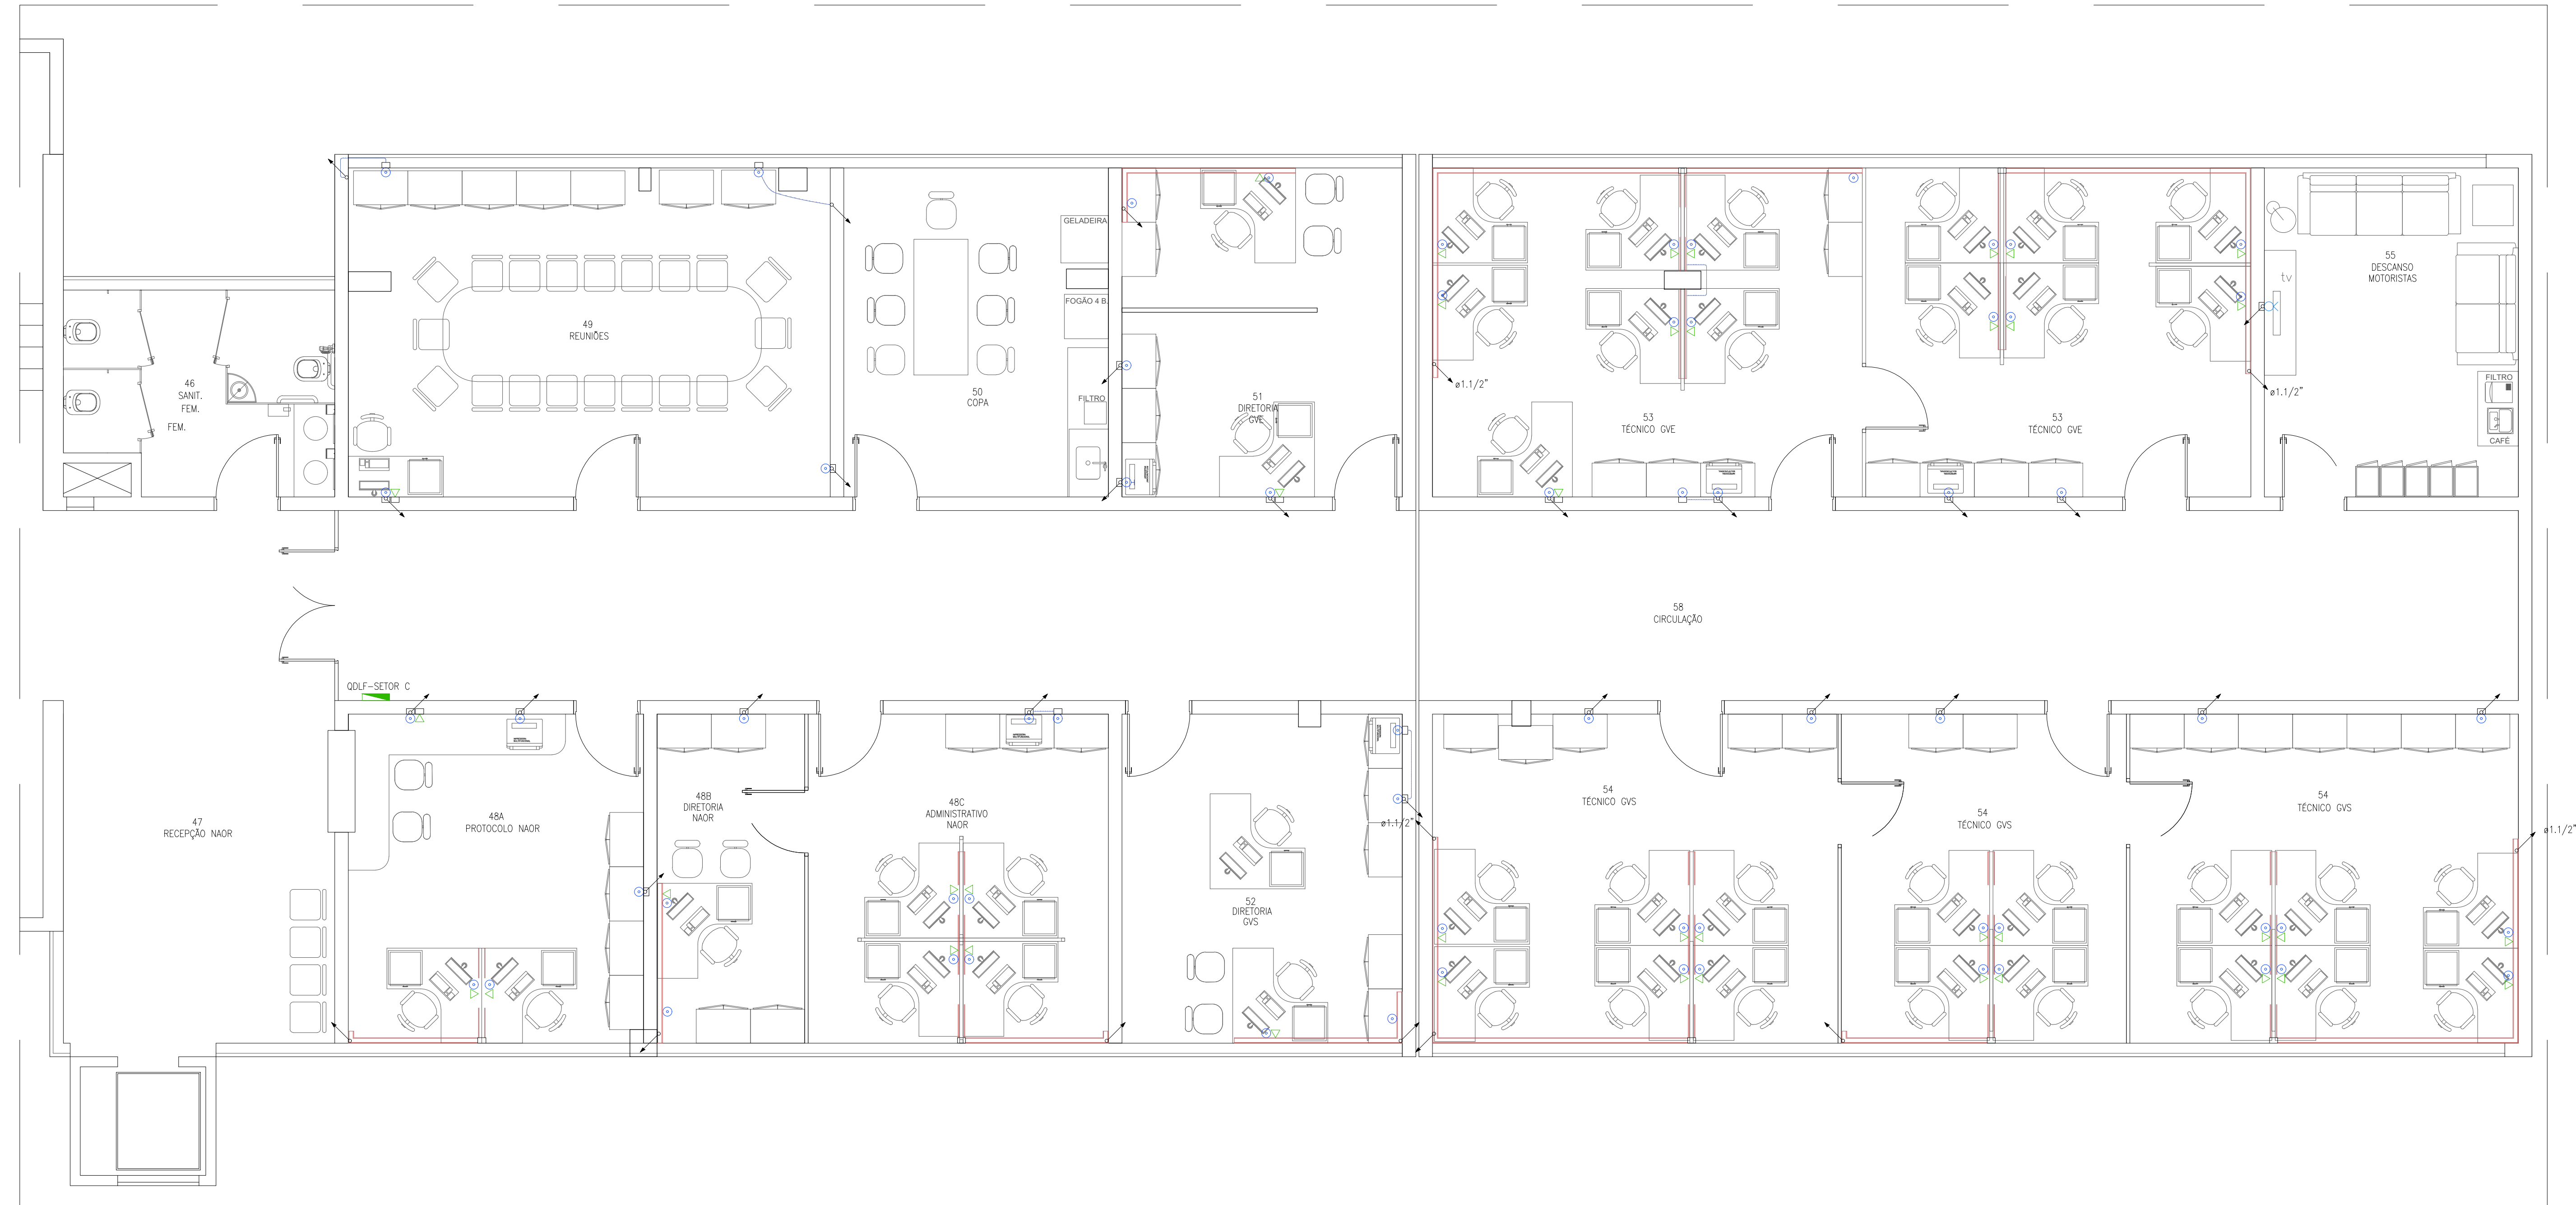 GELADEIRA
FOGÃO 4 B.
FILTRO
46
SANIT.
FEM.
FEM.
49
REUNIÕES
50
COPA
51
DIRETORIA
GVE
ø1.1/2"
53
TÉCNICO GVE
53
TÉCNICO GVE
ø1.1/2"
tv
55
DESCANSO
MOTORISTAS
FILTRO
CAFÉ
58
CIRCULAÇÃO
QDLF-SETOR C
47
RECEPÇÃO NAOR
48A
PROTOCOLO NAOR
48B
DIRETORIA
NAOR
48C
ADMINISTRATIVO
NAOR
52
DIRETORIA
GVS
ø1.1/2"
54
TÉCNICO GVS
54
TÉCNICO GVS
54
TÉCNICO GVS
ø1.1/2"